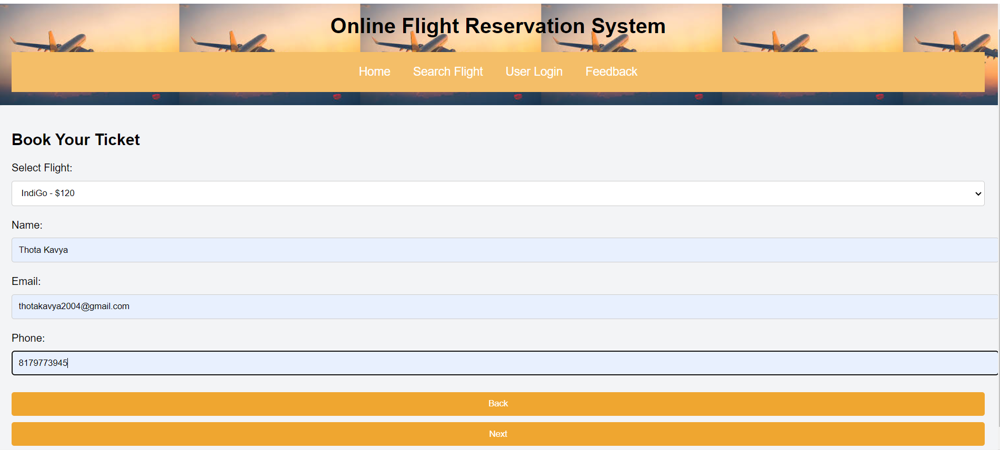 Online Flight Reservation System
Home Search Flight User Login Feedback
Book Your Ticket
Select Flight:
IndiGo - $120
Name:
Thota Kavya
Email:
thotakavya2004@gmail.com
Phone:
8179773945
Back
Next